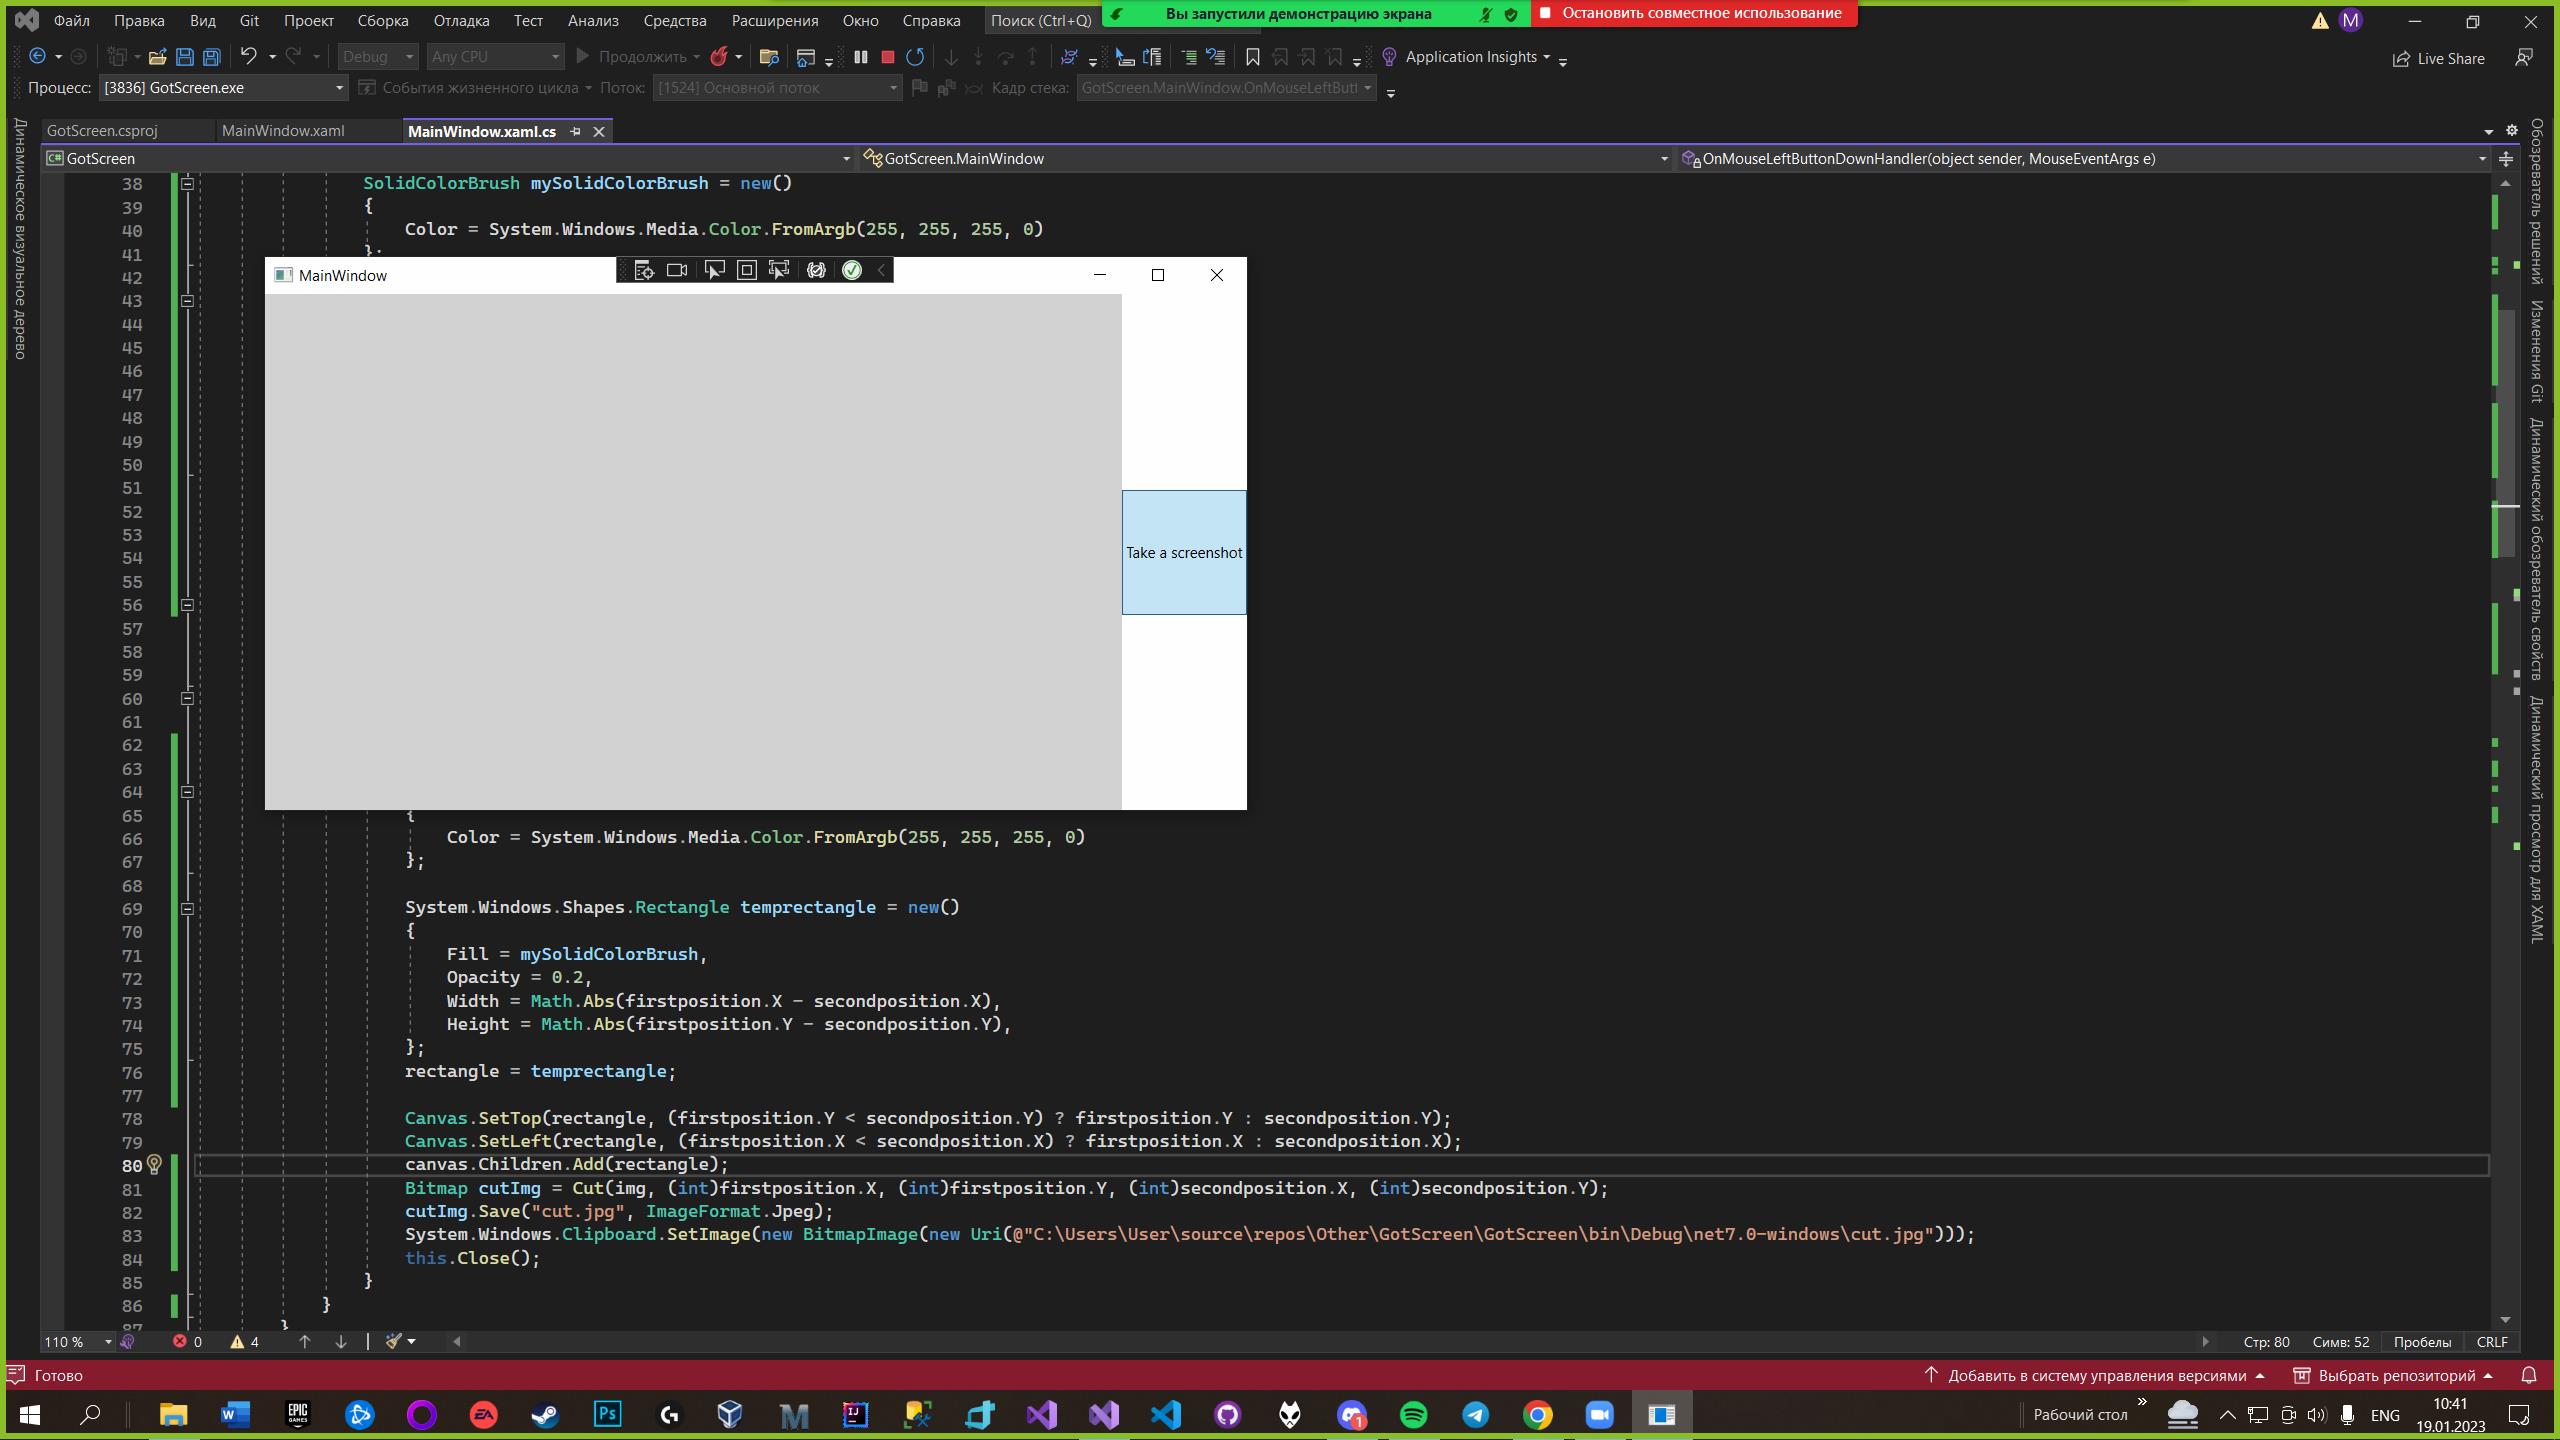 Файл Правка Вид Git Проект Сборка Отладка Тест Анализ Средства Расширения Окно Справка Поиск (Ctrl+Q) Вы запустили демонстрацию экрана Остановить совместное использование M
Debug Any CPU Продолжить Application Insights Live Share
Процесс: [3836] GotScreen.exe События жизненного цикла Поток: [1524] Основной поток Кадр стека: GotScreen.MainWindow.OnMouseLeftButt
GotScreen.csproj MainWindow.xaml MainWindow.xaml.cs
C# GotScreen GotScreen.MainWindow OnMouseLeftButtonDownHandler(object sender, MouseEventArgs e)
Динамическое визуальное дерево
Обозреватель решений
Изменения Git
Динамический обозреватель свойств
Динамический просмотр для XAML
38 SolidColorBrush mySolidColorBrush = new()
39 {
40 Color = System.Windows.Media.Color.FromArgb(255, 255, 255, 0)
41 };
42
43
44
45
46
47
48
49
50
51
52
53
54
55
56
57
58
59
60
61
62
63
64
MainWindow
Take a screenshot
65 {
66 Color = System.Windows.Media.Color.FromArgb(255, 255, 255, 0)
67 };
68
69 System.Windows.Shapes.Rectangle temprectangle = new()
70 {
71 Fill = mySolidColorBrush,
72 Opacity = 0.2,
73 Width = Math.Abs(firstposition.X - secondposition.X),
74 Height = Math.Abs(firstposition.Y - secondposition.Y),
75 };
76 rectangle = temprectangle;
77
78 Canvas.SetTop(rectangle, (firstposition.Y < secondposition.Y) ? firstposition.Y : secondposition.Y);
79 Canvas.SetLeft(rectangle, (firstposition.X < secondposition.X) ? firstposition.X : secondposition.X);
80 canvas.Children.Add(rectangle);
81 Bitmap cutImg = Cut(img, (int)firstposition.X, (int)firstposition.Y, (int)secondposition.X, (int)secondposition.Y);
82 cutImg.Save("cut.jpg", ImageFormat.Jpeg);
83 System.Windows.Clipboard.SetImage(new BitmapImage(new Uri(@"C:\Users\User\source\repos\Other\GotScreen\GotScreen\bin\Debug\net7.0-windows\cut.jpg")));
84 this.Close();
85 }
86 }
87 }
110 % 0 4 Стр: 80 Симв: 52 Пробелы CRLF
Готово Добавить в систему управления версиями Выбрать репозиторий
W EPIC GAMES EA Ps IJ 1 Рабочий стол ENG 10:41
19.01.2023